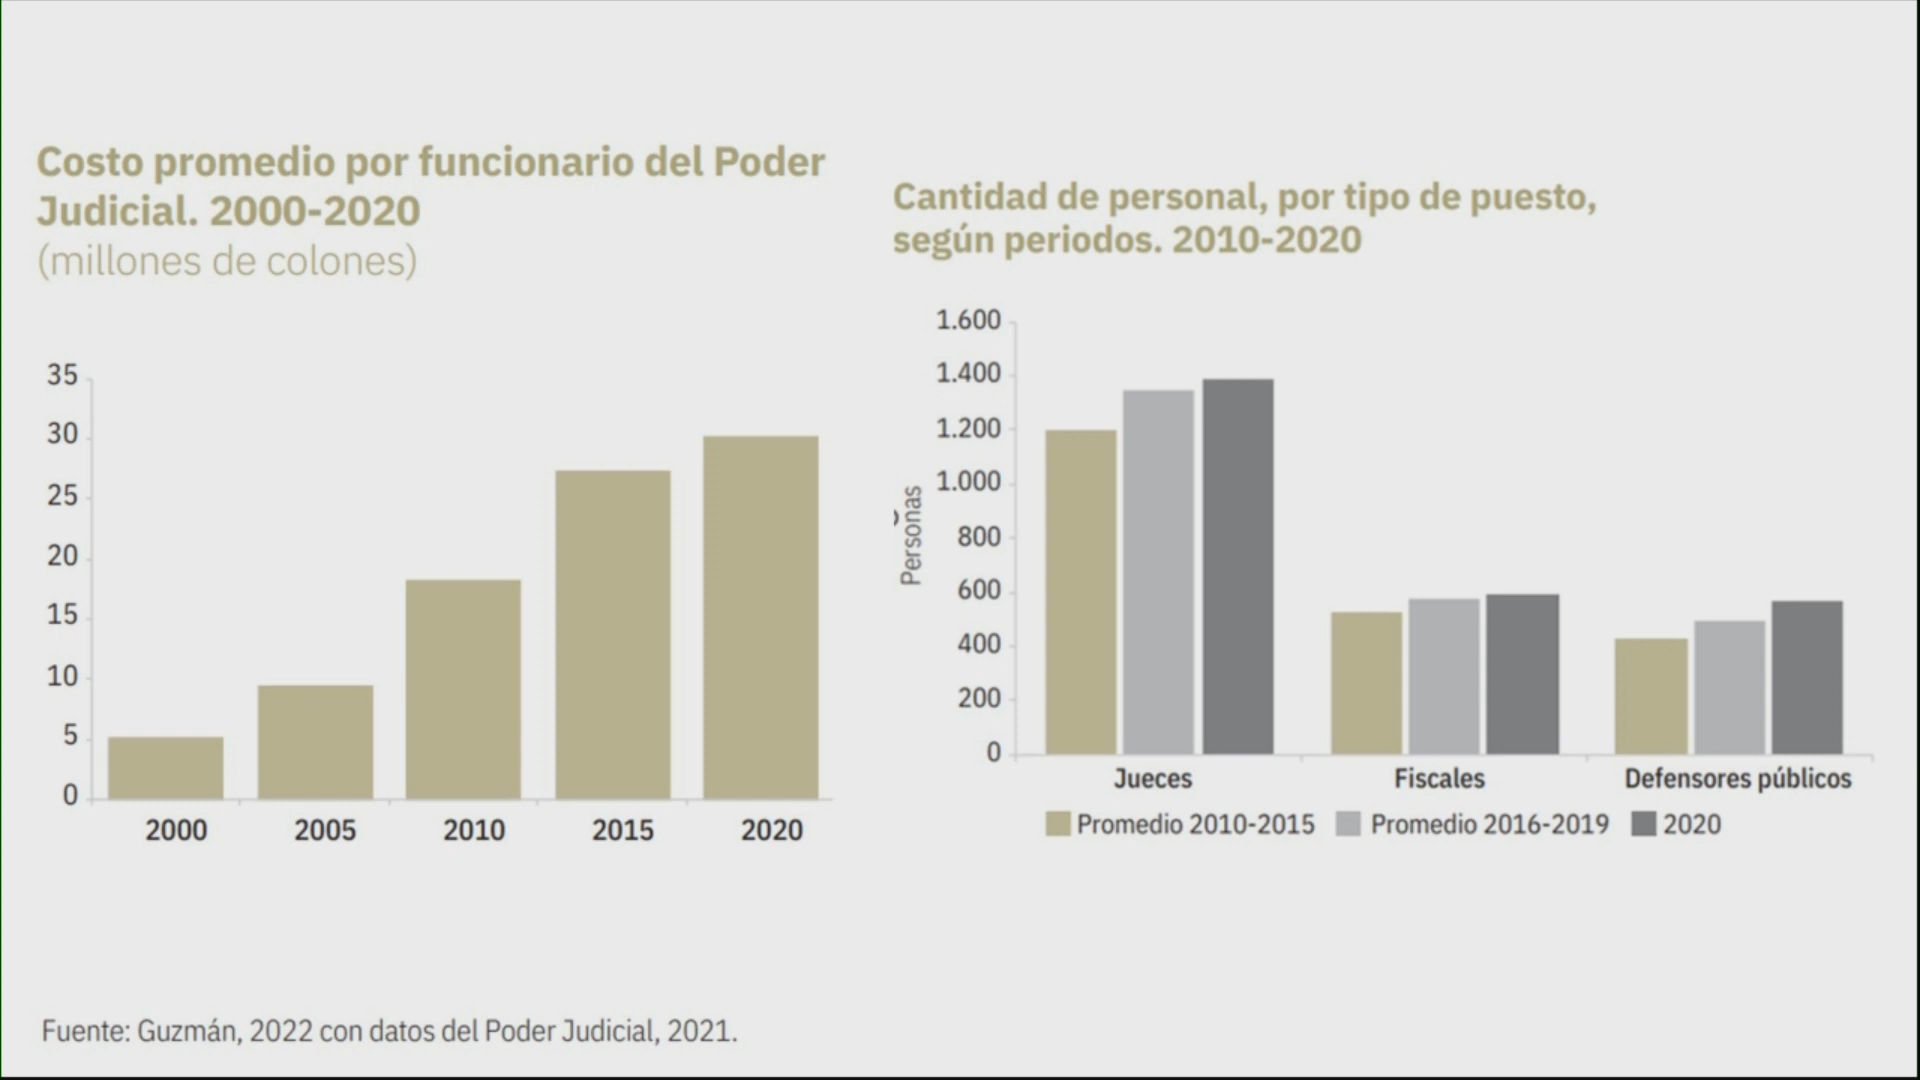 Costo promedio por funcionario del Poder
Judicial. 2000-2020
(millones de colones)
35
30
25
20
15
10
5
0
2000 2005 2010 2015 2020
Cantidad de personal, por tipo de puesto,
según periodos. 2010-2020
Personas
1.600
1.400
1.200
1.000
800
600
400
200
0
Jueces Fiscales Defensores públicos
Promedio 2010-2015 Promedio 2016-2019 2020
Fuente: Guzmán, 2022 con datos del Poder Judicial, 2021.